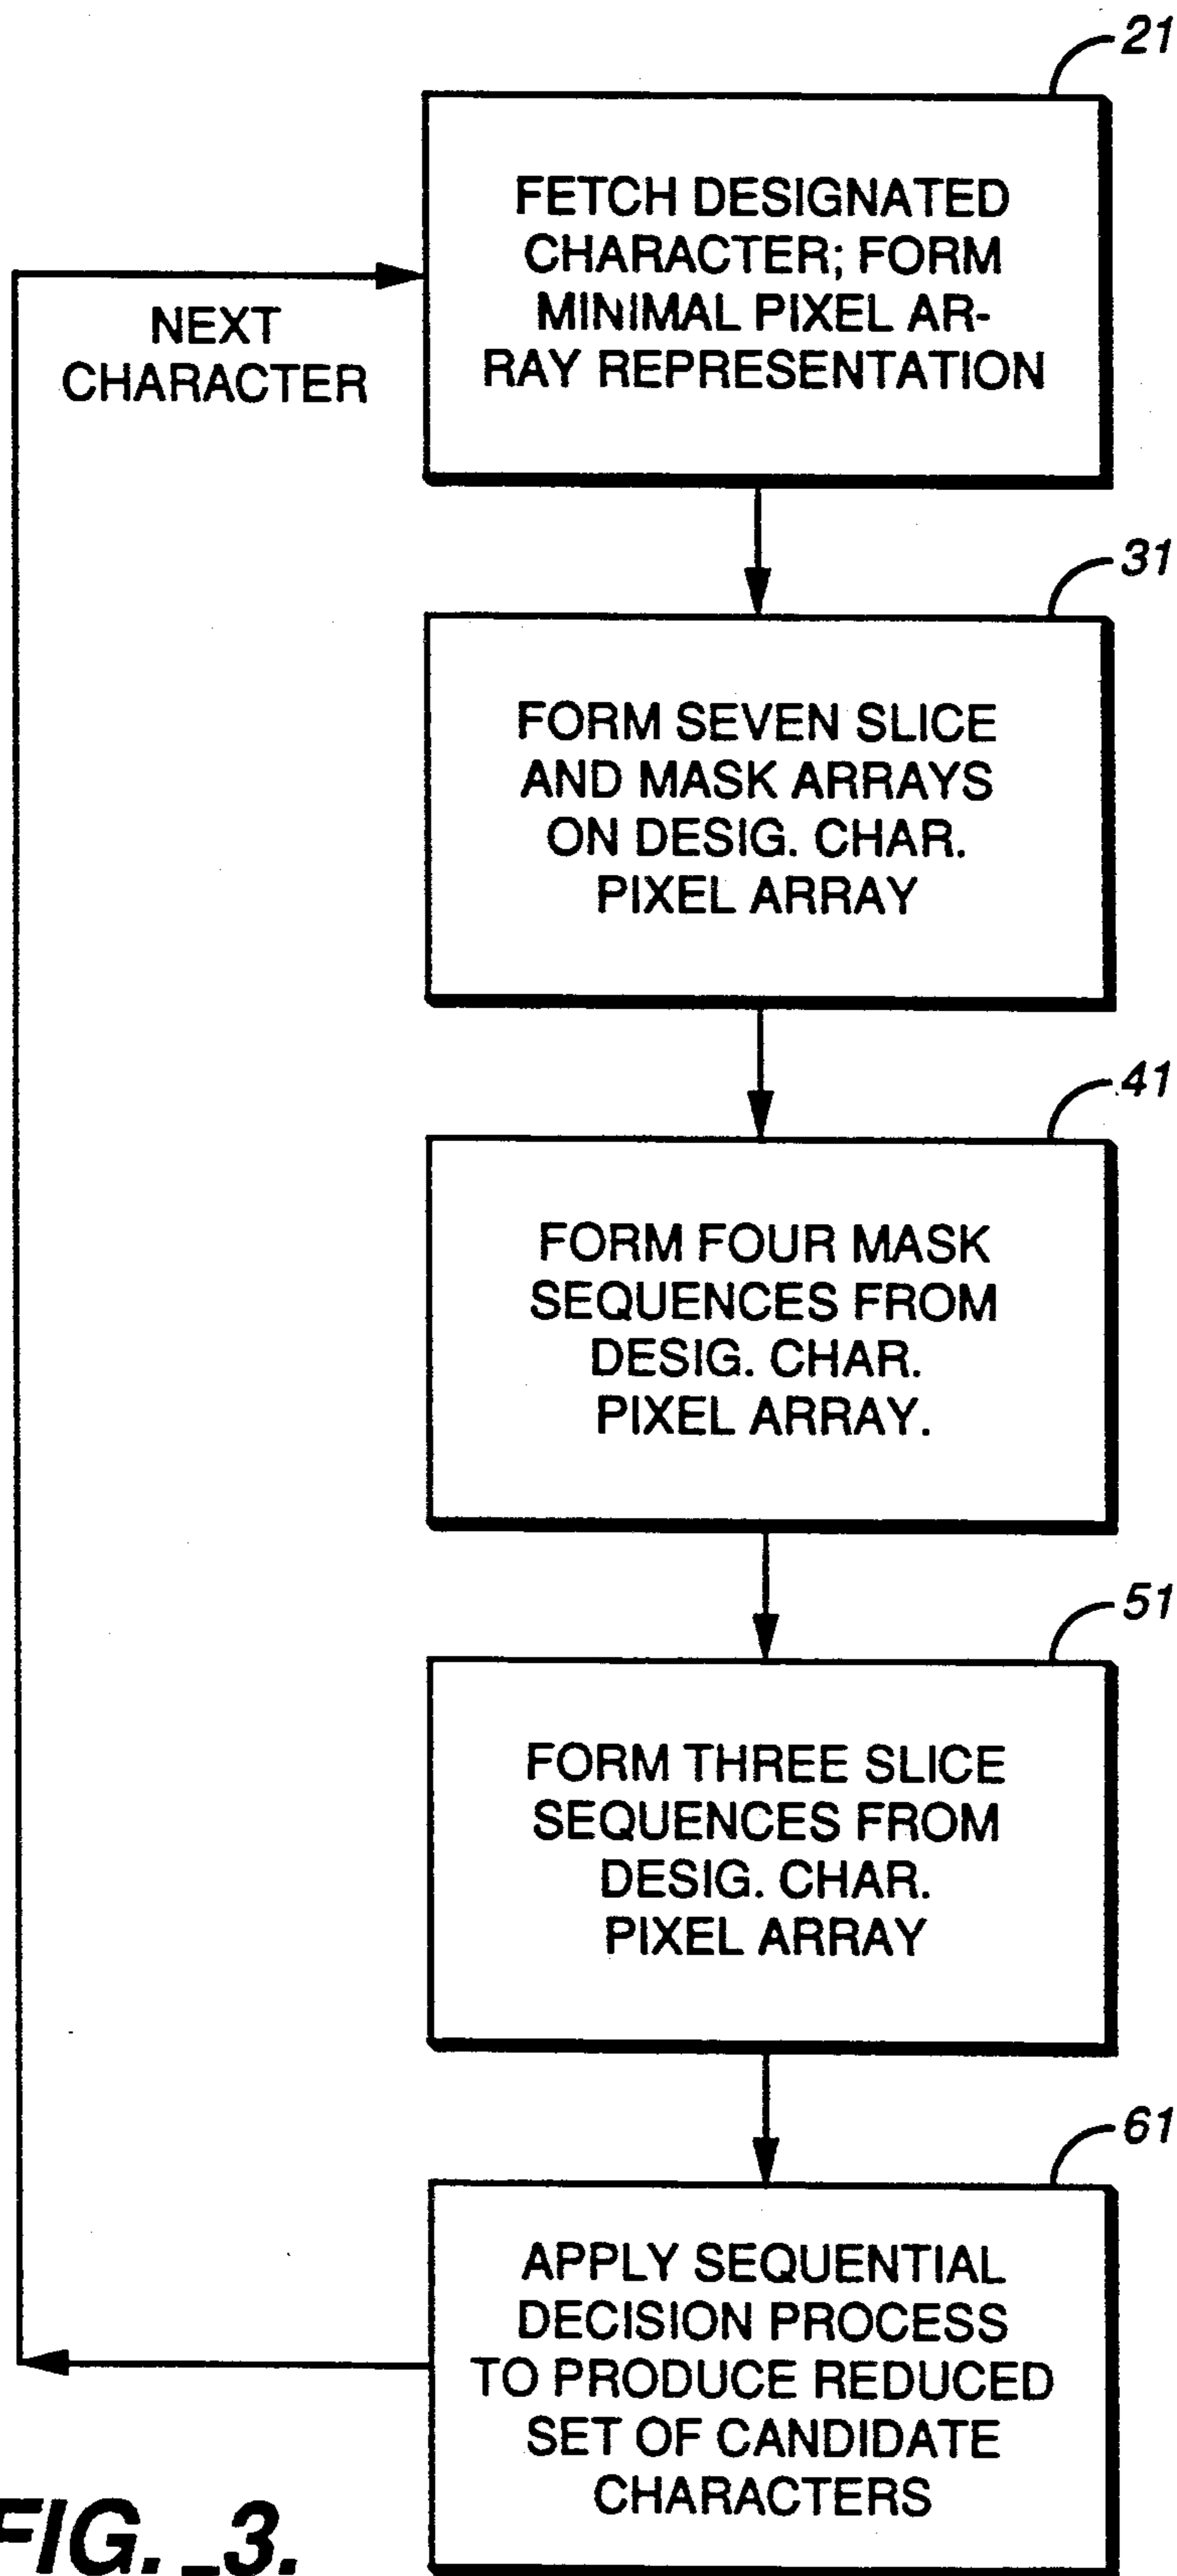 21
FETCH DESIGNATED
CHARACTER; FORM
MINIMAL PIXEL AR-
RAY REPRESENTATION
NEXT
CHARACTER
31
FORM SEVEN SLICE
AND MASK ARRAYS
ON DESIG. CHAR.
PIXEL ARRAY
41
FORM FOUR MASK
SEQUENCES FROM
DESIG. CHAR.
PIXEL ARRAY.
51
FORM THREE SLICE
SEQUENCES FROM
DESIG. CHAR.
PIXEL ARRAY
61
APPLY SEQUENTIAL
DECISION PROCESS
TO PRODUCE REDUCED
SET OF CANDIDATE
CHARACTERS
FIG._3.